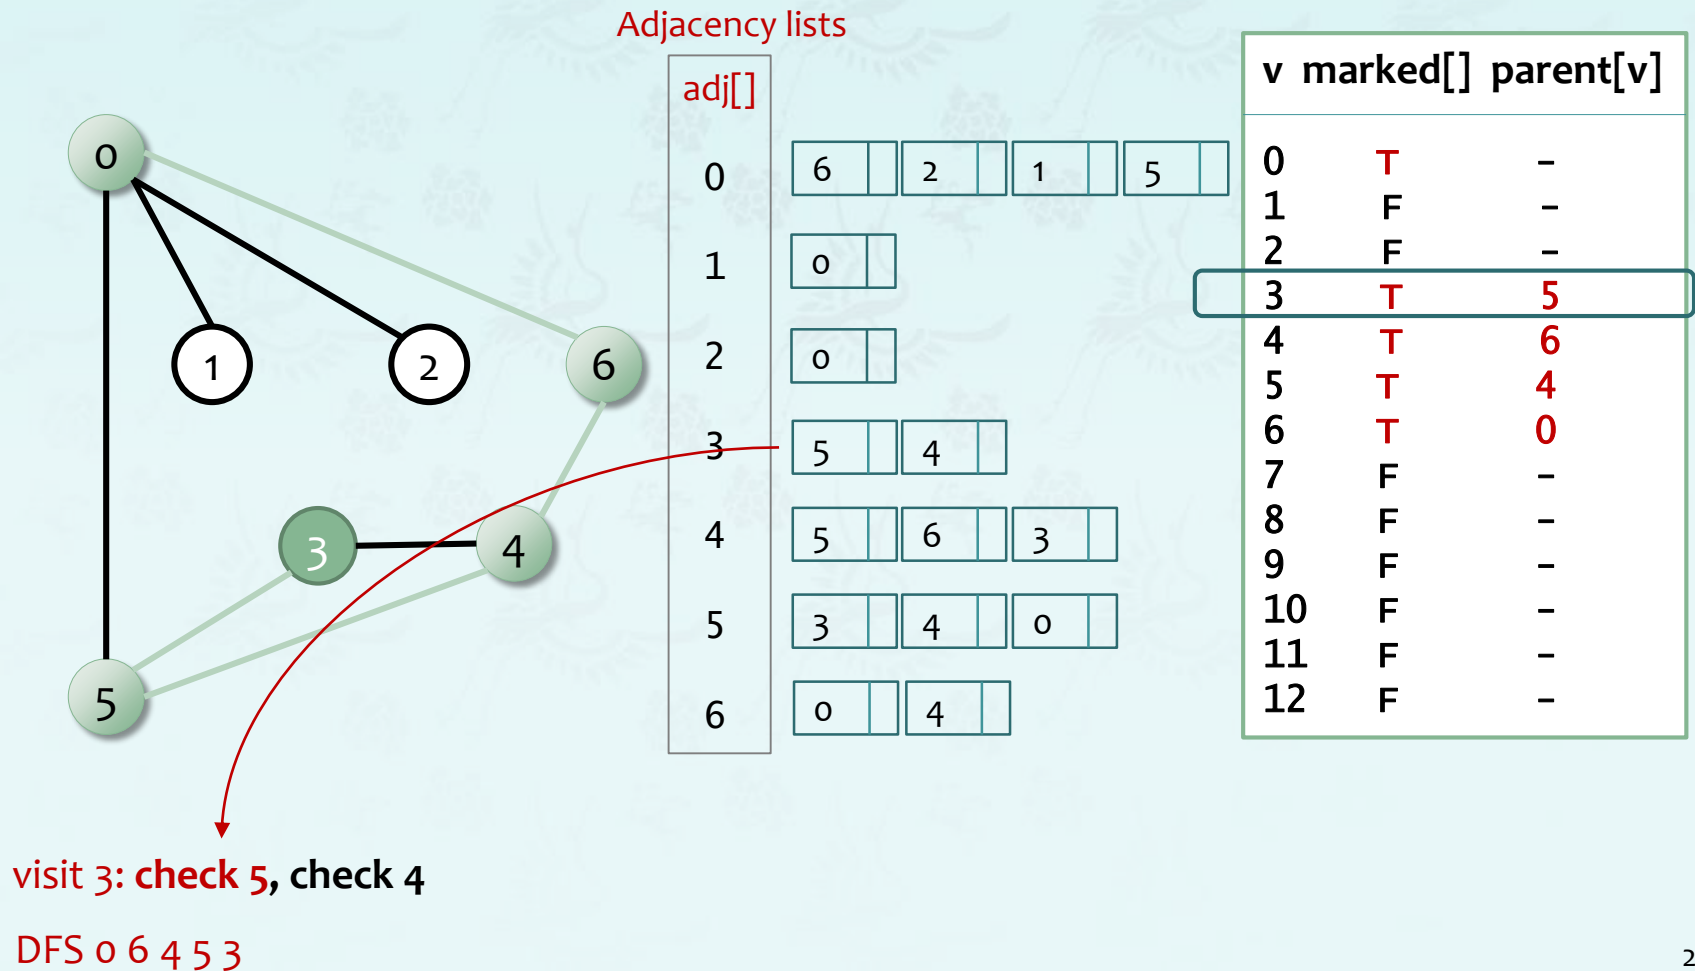 Adjacency lists
adj[]
0 6 2 1 5
1 0
2 0
3 5 4
4 5 6 3
5 3 4 0
6 0 4
0
1
2
6
3
4
5
v marked[] parent[v]
0 T –
1 F –
2 F –
3 T 5
4 T 6
5 T 4
6 T 0
7 F –
8 F –
9 F –
10 F –
11 F –
12 F –
visit 3: check 5, check 4
DFS 0 6 4 5 3
2